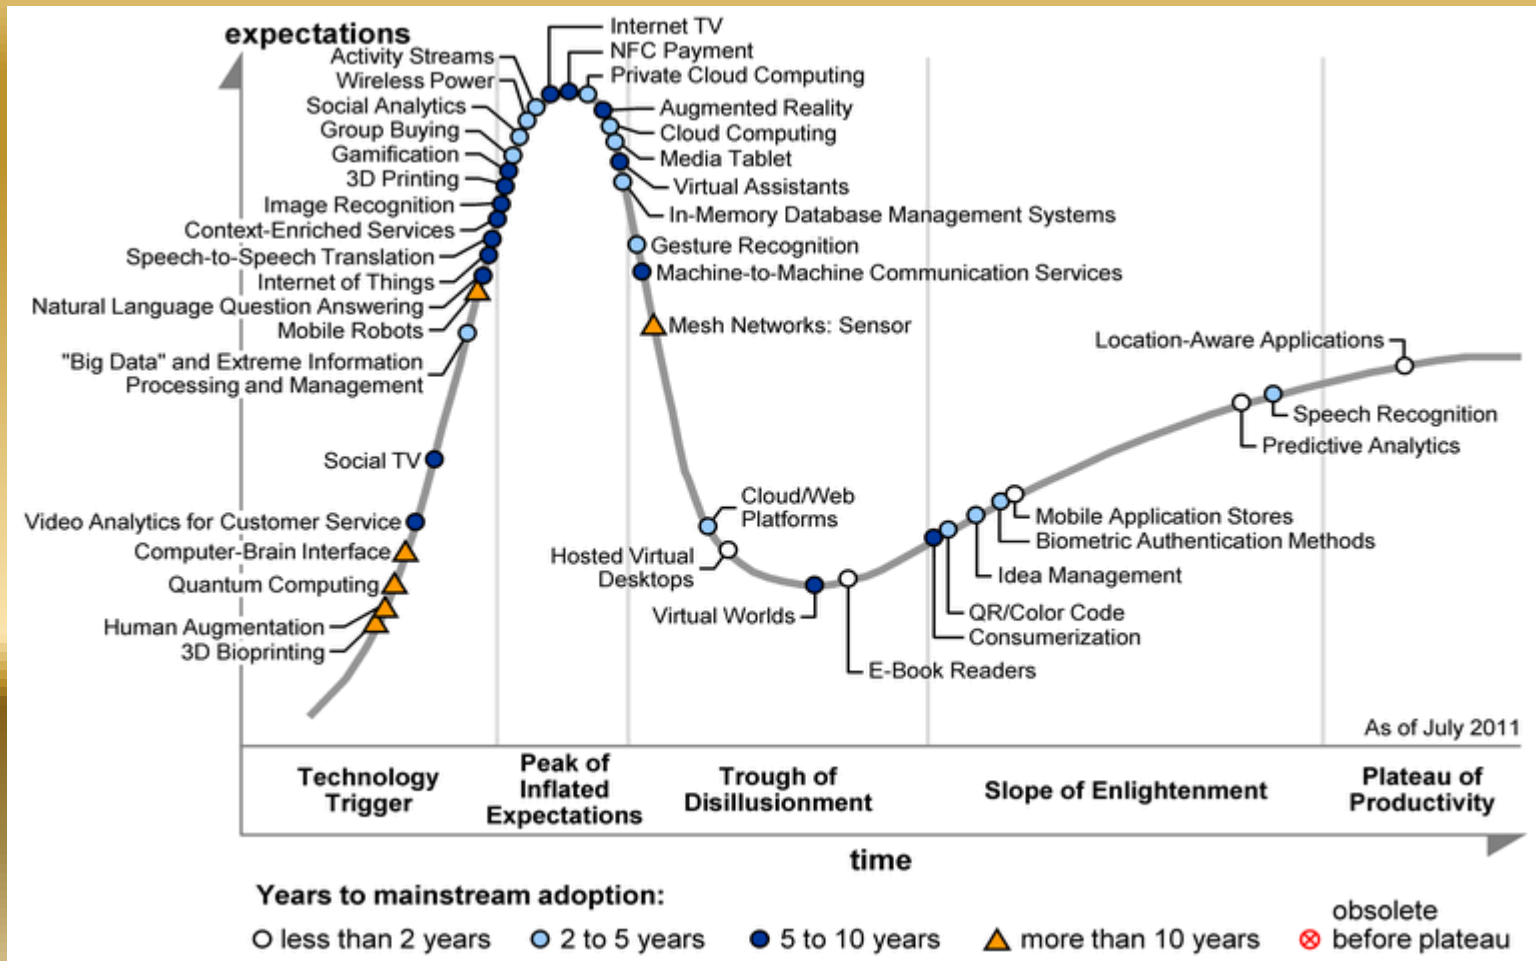 expectations
Internet TV
NFC Payment
Private Cloud Computing
Activity Streams
Wireless Power
Social Analytics
Group Buying
Gamification
3D Printing
Image Recognition
Context-Enriched Services
Speech-to-Speech Translation
Internet of Things
Natural Language Question Answering
Mobile Robots
"Big Data" and Extreme Information
Processing and Management
Social TV
Video Analytics for Customer Service
Computer-Brain Interface
Quantum Computing
Human Augmentation
3D Bioprinting
Augmented Reality
Cloud Computing
Media Tablet
Virtual Assistants
In-Memory Database Management Systems
Gesture Recognition
Machine-to-Machine Communication Services
Mesh Networks: Sensor
Cloud/Web
Platforms
Hosted Virtual
Desktops
Virtual Worlds
E-Book Readers
Location-Aware Applications
Speech Recognition
Predictive Analytics
Mobile Application Stores
Biometric Authentication Methods
Idea Management
QR/Color Code
Consumerization
As of July 2011
Technology
Trigger
Peak of
Inflated
Expectations
Trough of
Disillusionment
Slope of Enlightenment
Plateau of
Productivity
time
Years to mainstream adoption:
less than 2 years
2 to 5 years
5 to 10 years
more than 10 years
obsolete
before plateau